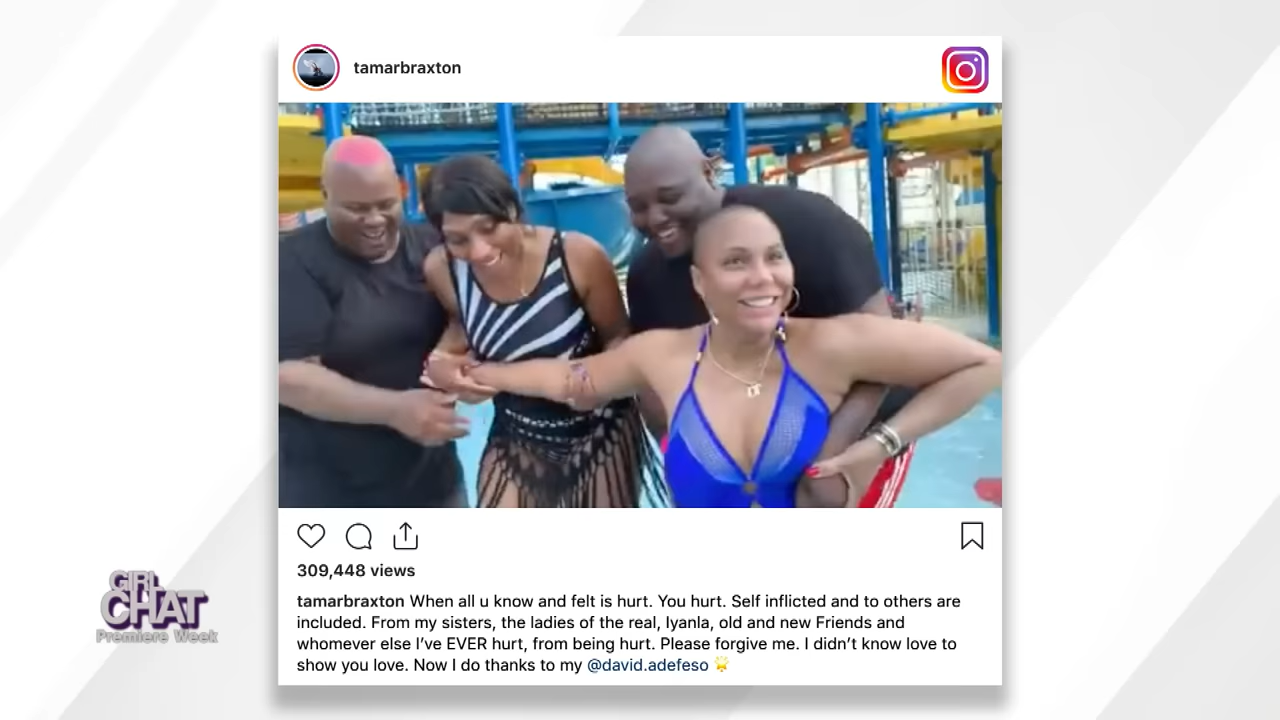 tamarbraxton
309,448 views
tamarbraxton When all u know and felt is hurt. You hurt. Self inflicted and to others are
included. From my sisters, the ladies of the real, Iyanla, old and new Friends and
whomever else I’ve EVER hurt, from being hurt. Please forgive me. I didn’t know love to
show you love. Now I do thanks to my @david.adefeso 🌟
GIRL
CHAT
Premiere Week